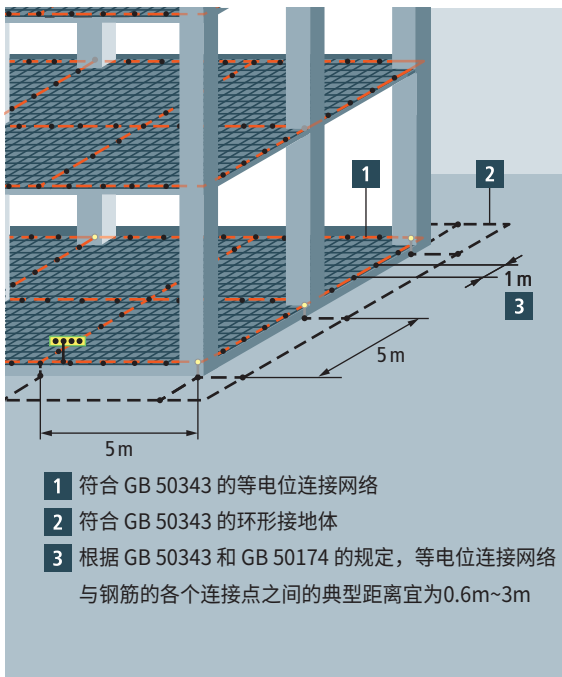 1
2
1 m
3
5 m
5 m
1 符合 GB 50343 的等电位连接网络
2 符合 GB 50343 的环形接地体
3 根据 GB 50343 和 GB 50174 的规定，等电位连接网络
与钢筋的各个连接点之间的典型距离宜为0.6m~3m